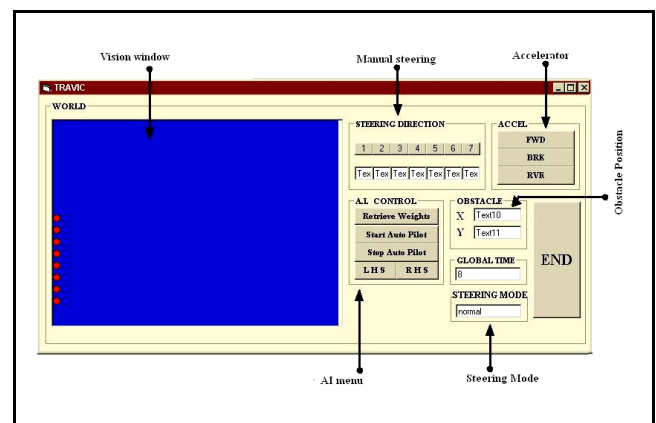 Vision window
Manual steering
Accelerator
TRAVIC
WORLD
STEERING DIRECTION
1 2 3 4 5 6 7
Tex Tex Tex Tex Tex Tex Tex
ACCEL
FWD
BRK
RVR
Obstacle Position
A.I. CONTROL
Retrieve Weights
Start Auto Pilot
Stop Auto Pilot
L H S R H S
OBSTACLE
X Text10
Y Text11
GLOBAL TIME
8
STEERING MODE
normal
END
AI menu
Steering Mode